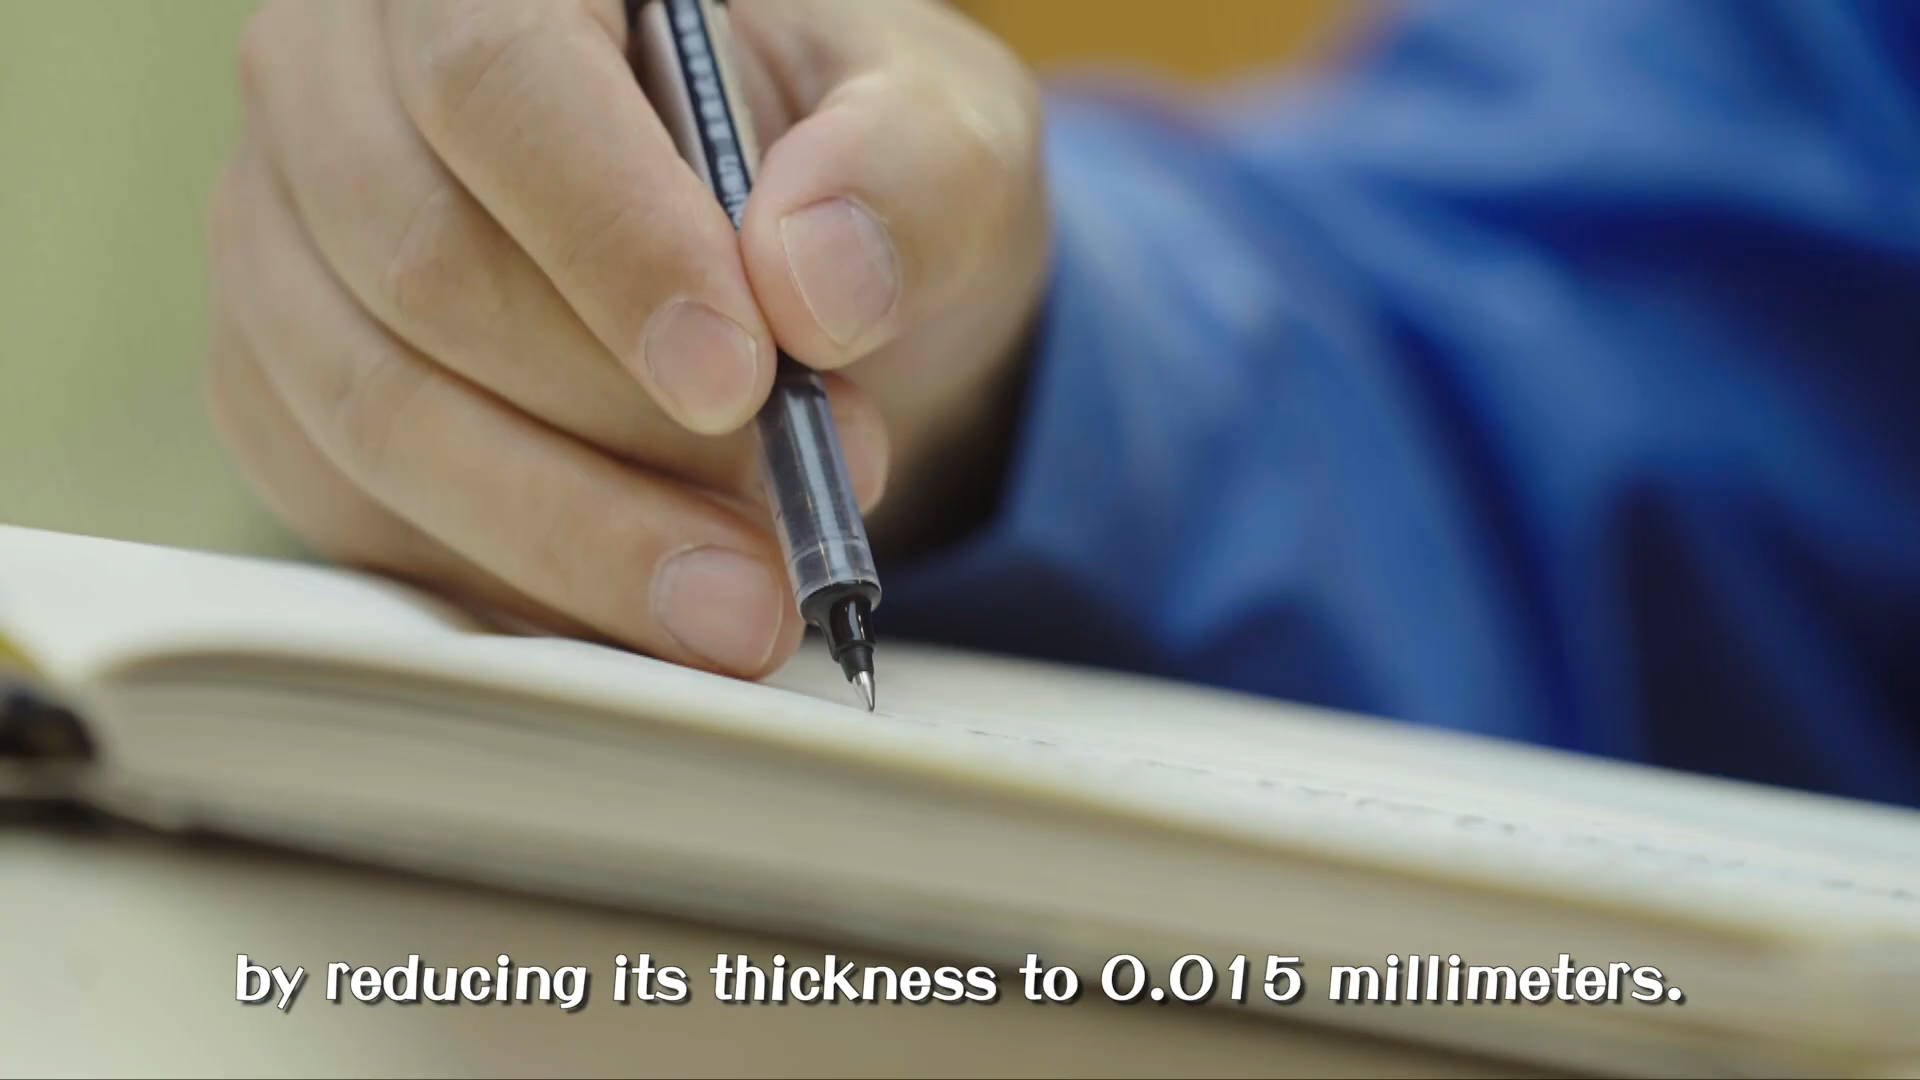 by reducing its thickness to 0.015 millimeters.